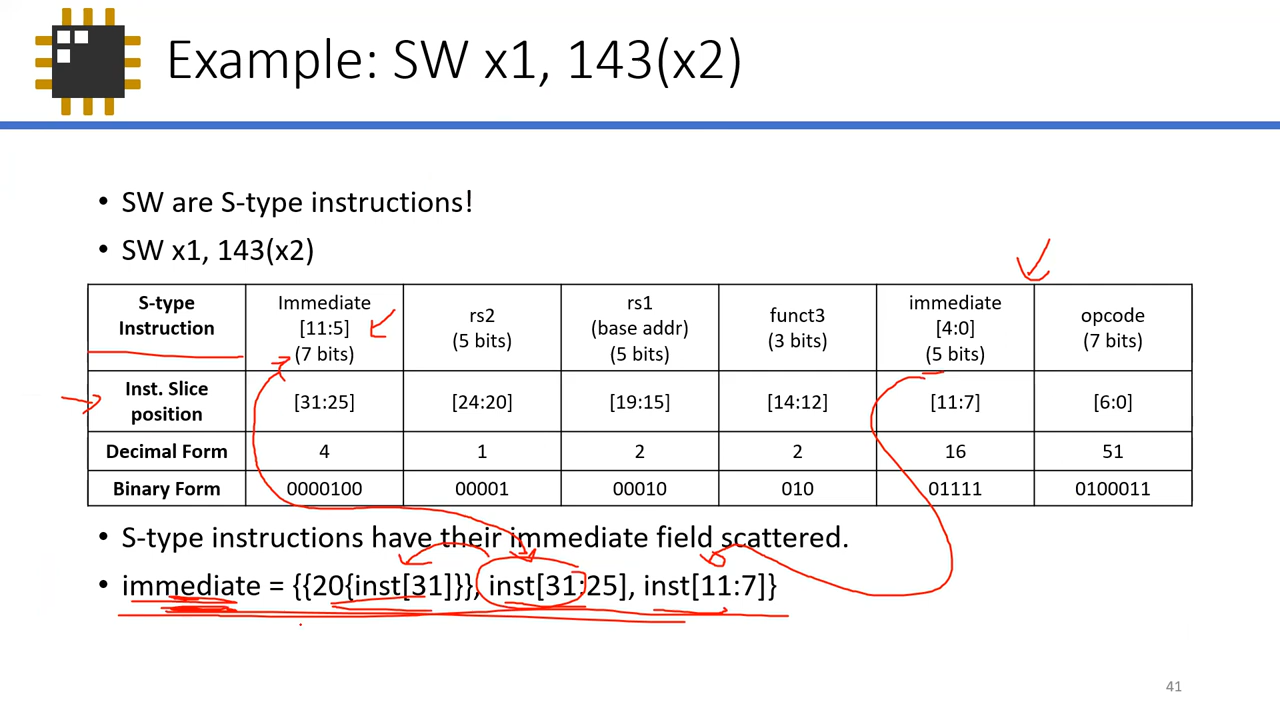 Example: SW x1, 143(x2)
• SW are S-type instructions!
• SW x1, 143(x2)
S-type Instruction | Immediate [11:5] (7 bits) | rs2 (5 bits) | rs1 (base addr) (5 bits) | funct3 (3 bits) | immediate [4:0] (5 bits) | opcode (7 bits)
Inst. Slice position | [31:25] | [24:20] | [19:15] | [14:12] | [11:7] | [6:0]
Decimal Form | 4 | 1 | 2 | 2 | 16 | 51
Binary Form | 0000100 | 00001 | 00010 | 010 | 01111 | 0100011
• S-type instructions have their immediate field scattered.
• immediate = {{20{inst[31]}}, inst[31:25], inst[11:7]}
41